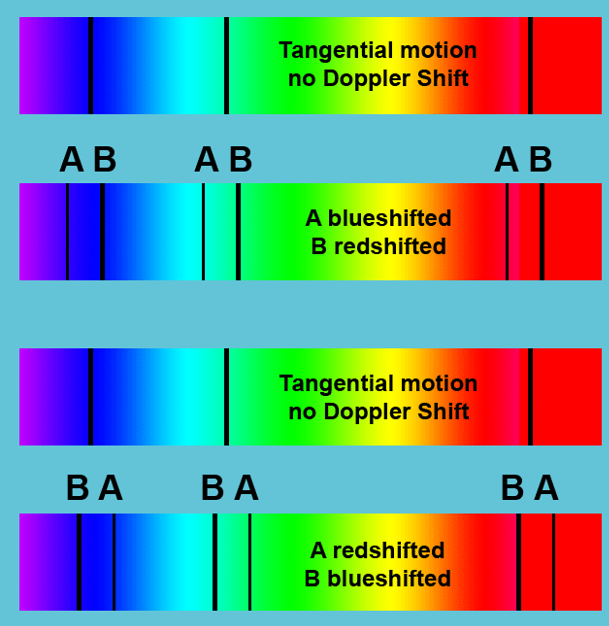 Tangential motion
no Doppler Shift
A B A B A B
A blueshifted
B redshifted
Tangential motion
no Doppler Shift
B A B A B A
A redshifted
B blueshifted